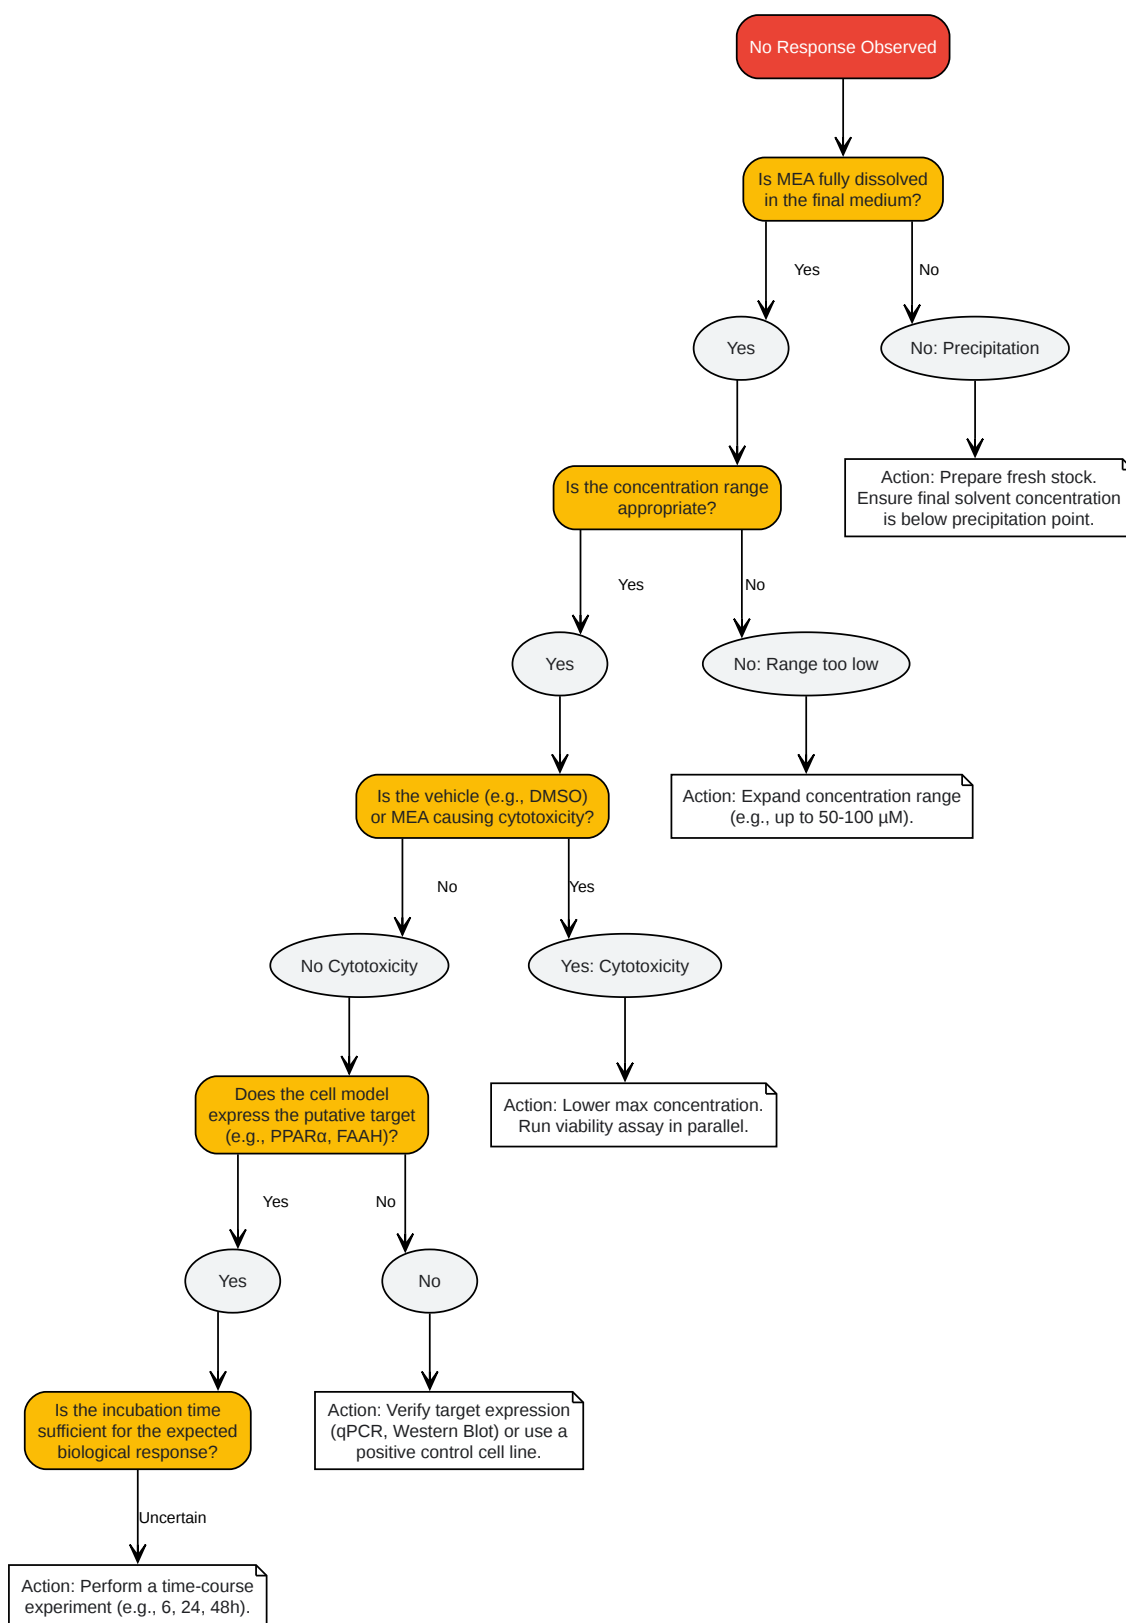 No Response Observed
Is MEA fully dissolved
in the final medium?
Yes
No
Yes
No: Precipitation
Is the concentration range
appropriate?
Action: Prepare fresh stock.
Ensure final solvent concentration
is below precipitation point.
Yes
No
Yes
No: Range too low
Is the vehicle (e.g., DMSO)
or MEA causing cytotoxicity?
Action: Expand concentration range
(e.g., up to 50-100 µM).
No
Yes
No Cytotoxicity
Yes: Cytotoxicity
Does the cell model
express the putative target
(e.g., PPARα, FAAH)?
Action: Lower max concentration.
Run viability assay in parallel.
Yes
No
Yes
No
Is the incubation time
sufficient for the expected
biological response?
Action: Verify target expression
(qPCR, Western Blot) or use a
positive control cell line.
Uncertain
Action: Perform a time-course
experiment (e.g., 6, 24, 48h).